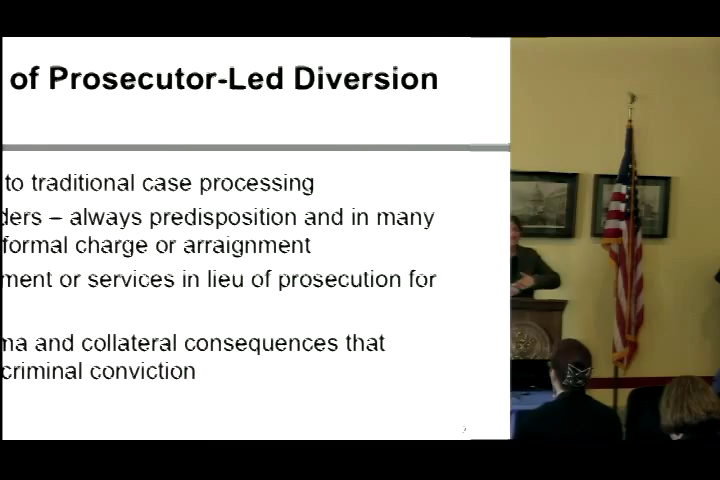 of Prosecutor-Led Diversion
to traditional case processing
ders – always predisposition and in many
formal charge or arraignment
ment or services in lieu of prosecution for
ma and collateral consequences that
criminal conviction